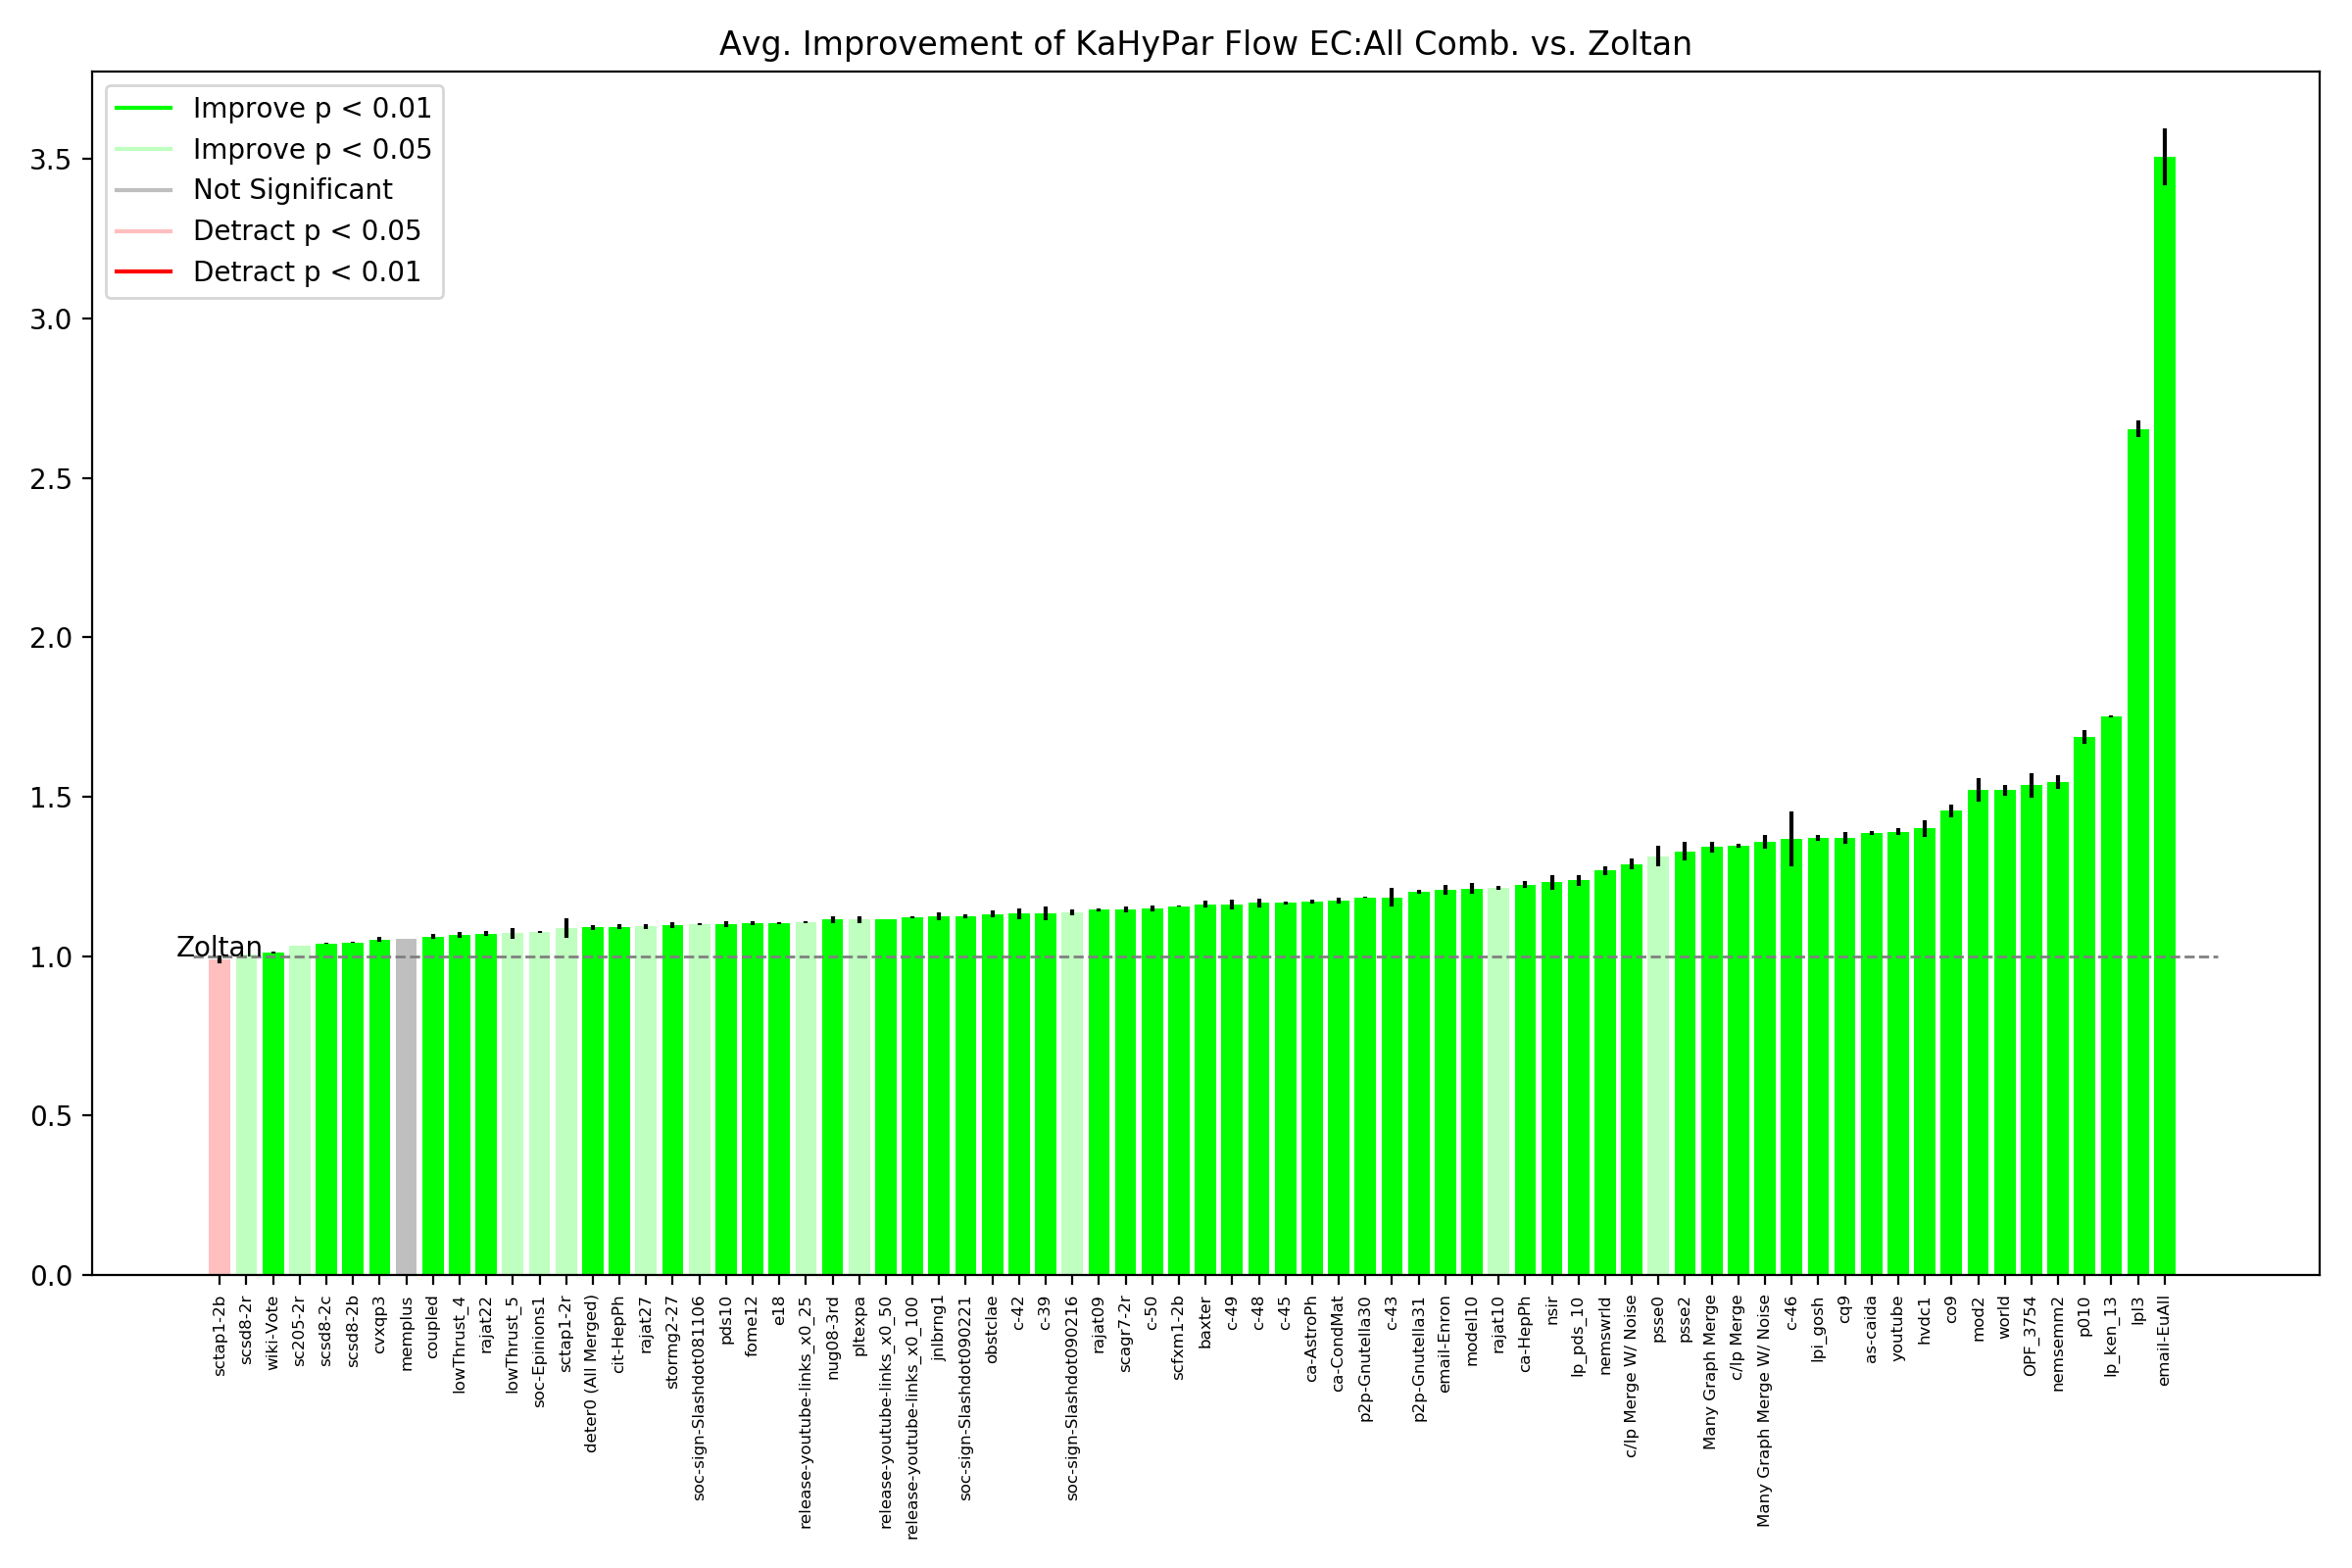 Avg. Improvement of KaHyPar Flow EC:All Comb. vs. Zoltan
Improve p < 0.01
Improve p < 0.05
Not Significant
Detract p < 0.05
Detract p < 0.01
3.5
3.0
2.5
2.0
1.5
1.0
0.5
0.0
Zoltan
sctap1-2b
scsd8-2r
wiki-Vote
sc205-2r
scsd8-2c
scsd8-2b
cvxqp3
memplus
coupled
lowThrust_4
rajat22
lowThrust_5
soc-Epinions1
sctap1-2r
deter0 (All Merged)
cit-HepPh
rajat27
stormg2-27
soc-sign-Slashdot081106
pds10
fome12
e18
release-youtube-links_x0_25
nug08-3rd
pltexpa
release-youtube-links_x0_50
release-youtube-links_x0_100
jnlbrng1
soc-sign-Slashdot090221
obstclae
c-42
c-39
soc-sign-Slashdot090216
rajat09
scagr7-2r
c-50
scfxm1-2b
baxter
c-49
c-48
c-45
ca-AstroPh
ca-CondMat
p2p-Gnutella30
c-43
p2p-Gnutella31
email-Enron
model10
rajat10
ca-HepPh
nsir
lp_pds_10
nemswrld
c/lp Merge W/ Noise
psse0
psse2
Many Graph Merge
c/lp Merge
Many Graph Merge W/ Noise
c-46
lpi_gosh
cq9
as-caida
youtube
hvdc1
co9
mod2
world
OPF_3754
nemsemm2
p010
lp_ken_13
lpl3
email-EuAll